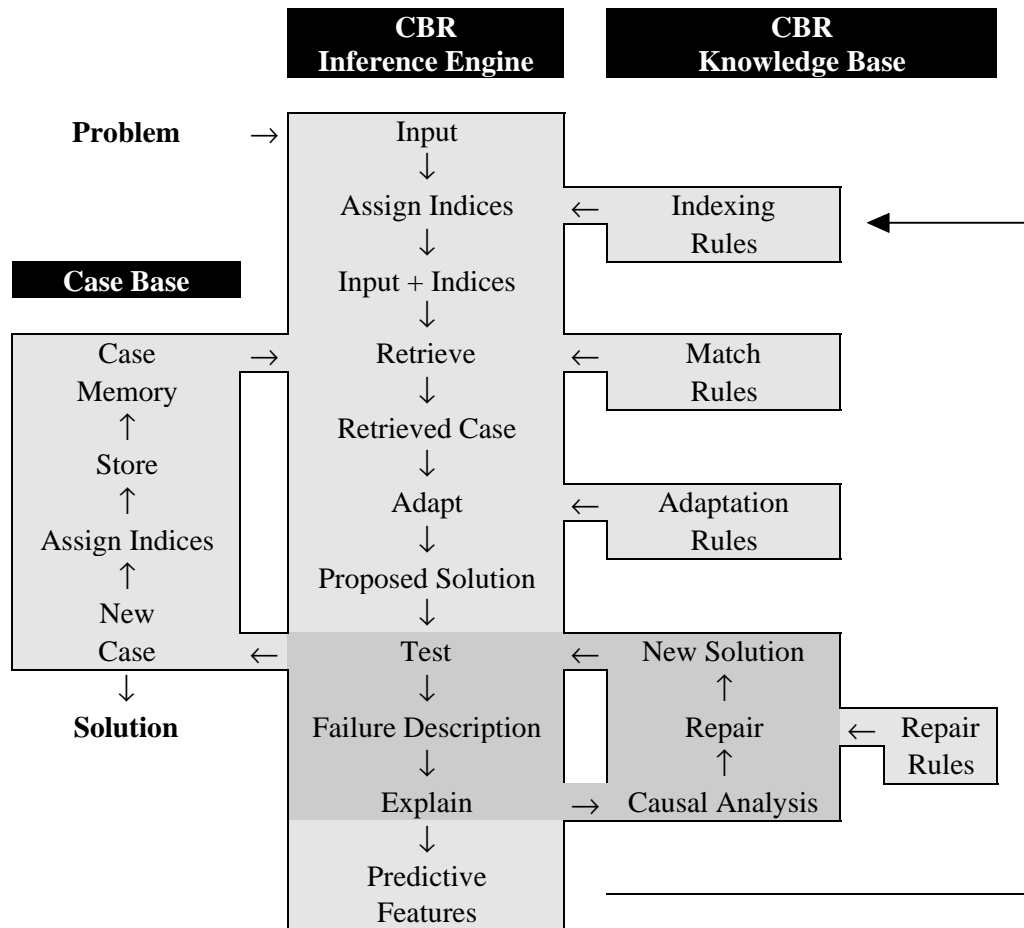 CBR
Inference Engine
CBR
Knowledge Base
Problem → Input
↓
Assign Indices ← Indexing
↓ Rules
Case Base
Input + Indices
↓
Case → Retrieve ← Match
Memory ↓ Rules
↑ Retrieved Case
Store ↓
↑ Adapt ← Adaptation
Assign Indices ↓ Rules
↑ Proposed Solution
New ↓
Case ← Test ← New Solution
↓ ↓ ↑
Solution Failure Description Repair ← Repair
↓ ↑ Rules
Explain → Causal Analysis
↓
Predictive
Features